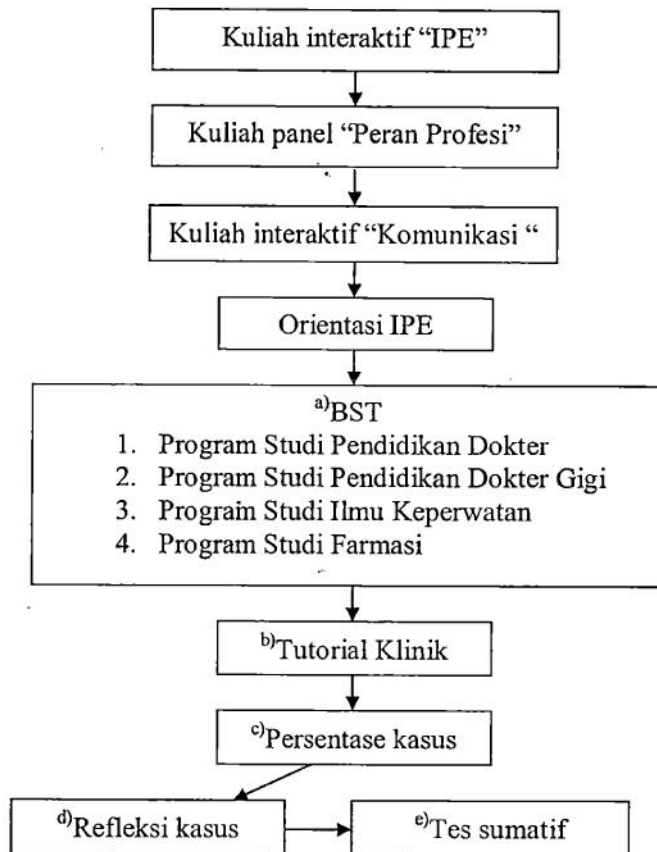 Kuliah interaktif “IPE”
Kuliah panel “Peran Profesi”
Kuliah interaktif “Komunikasi “
Orientasi IPE
a)BST
1. Program Studi Pendidikan Dokter
2. Program Studi Pendidikan Dokter Gigi
3. Prograin Studi Ilmu Keperwatan
4. Program Studi Farmasi
b)Tutorial Klinik
c)Persentase kasus
d)Refleksi kasus
e)Tes sumatif